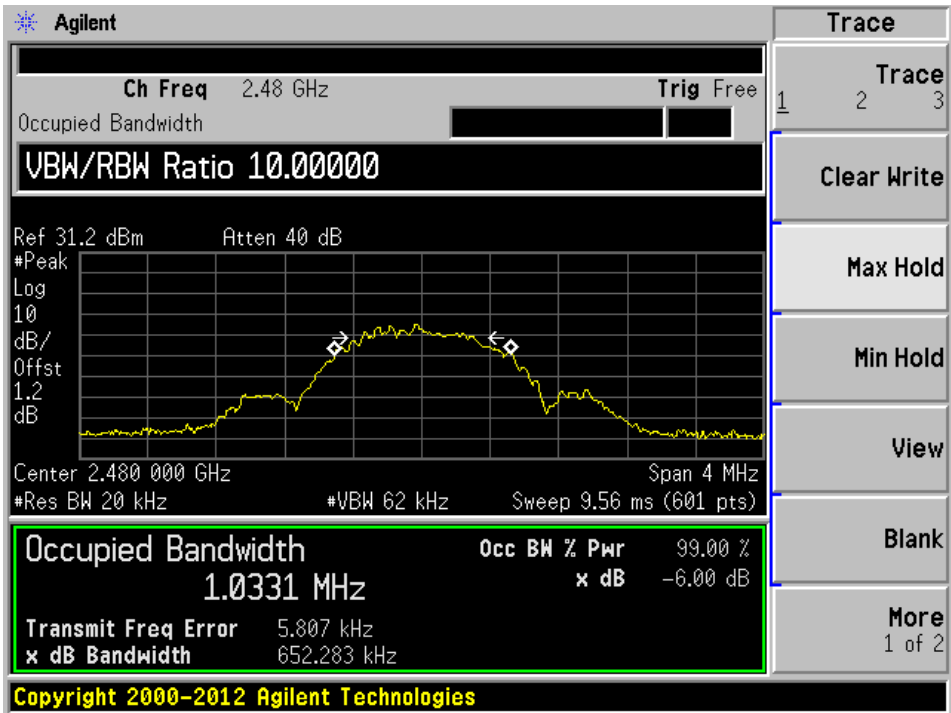 Agilent
Trace
Ch Freq 2.48 GHz Trig Free
Occupied Bandwidth
VBW/RBW Ratio 10.00000
Ref 31.2 dBm Atten 40 dB
#Peak
Log
10
dB/
Offst
1.2
dB
Center 2.480 000 GHz Span 4 MHz
#Res BW 20 kHz #VBW 62 kHz Sweep 9.56 ms (601 pts)
Occupied Bandwidth
1.0331 MHz
Occ BW % Pwr 99.00 %
x dB -6.00 dB
Transmit Freq Error 5.807 kHz
x dB Bandwidth 652.283 kHz
Copyright 2000-2012 Agilent Technologies
Trace
1 2 3
Clear Write
Max Hold
Min Hold
View
Blank
More
1 of 2